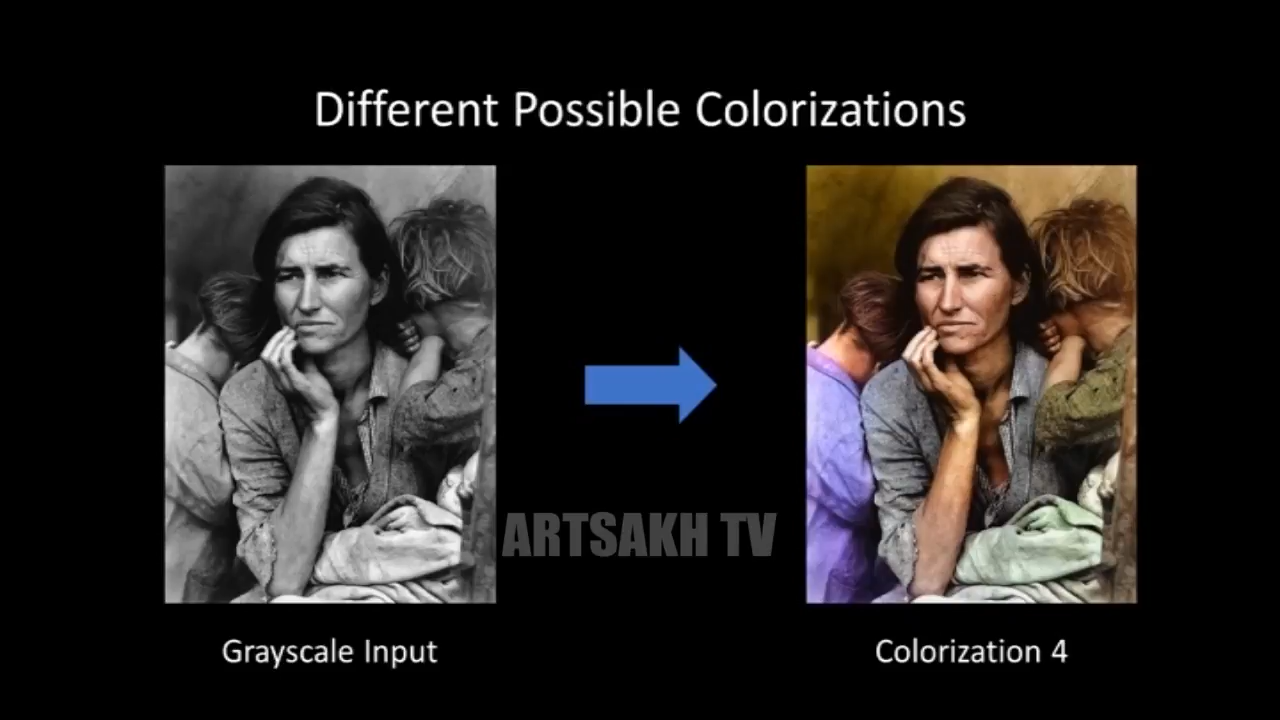 Different Possible Colorizations
ARTSAKH TV
Grayscale Input
Colorization 4